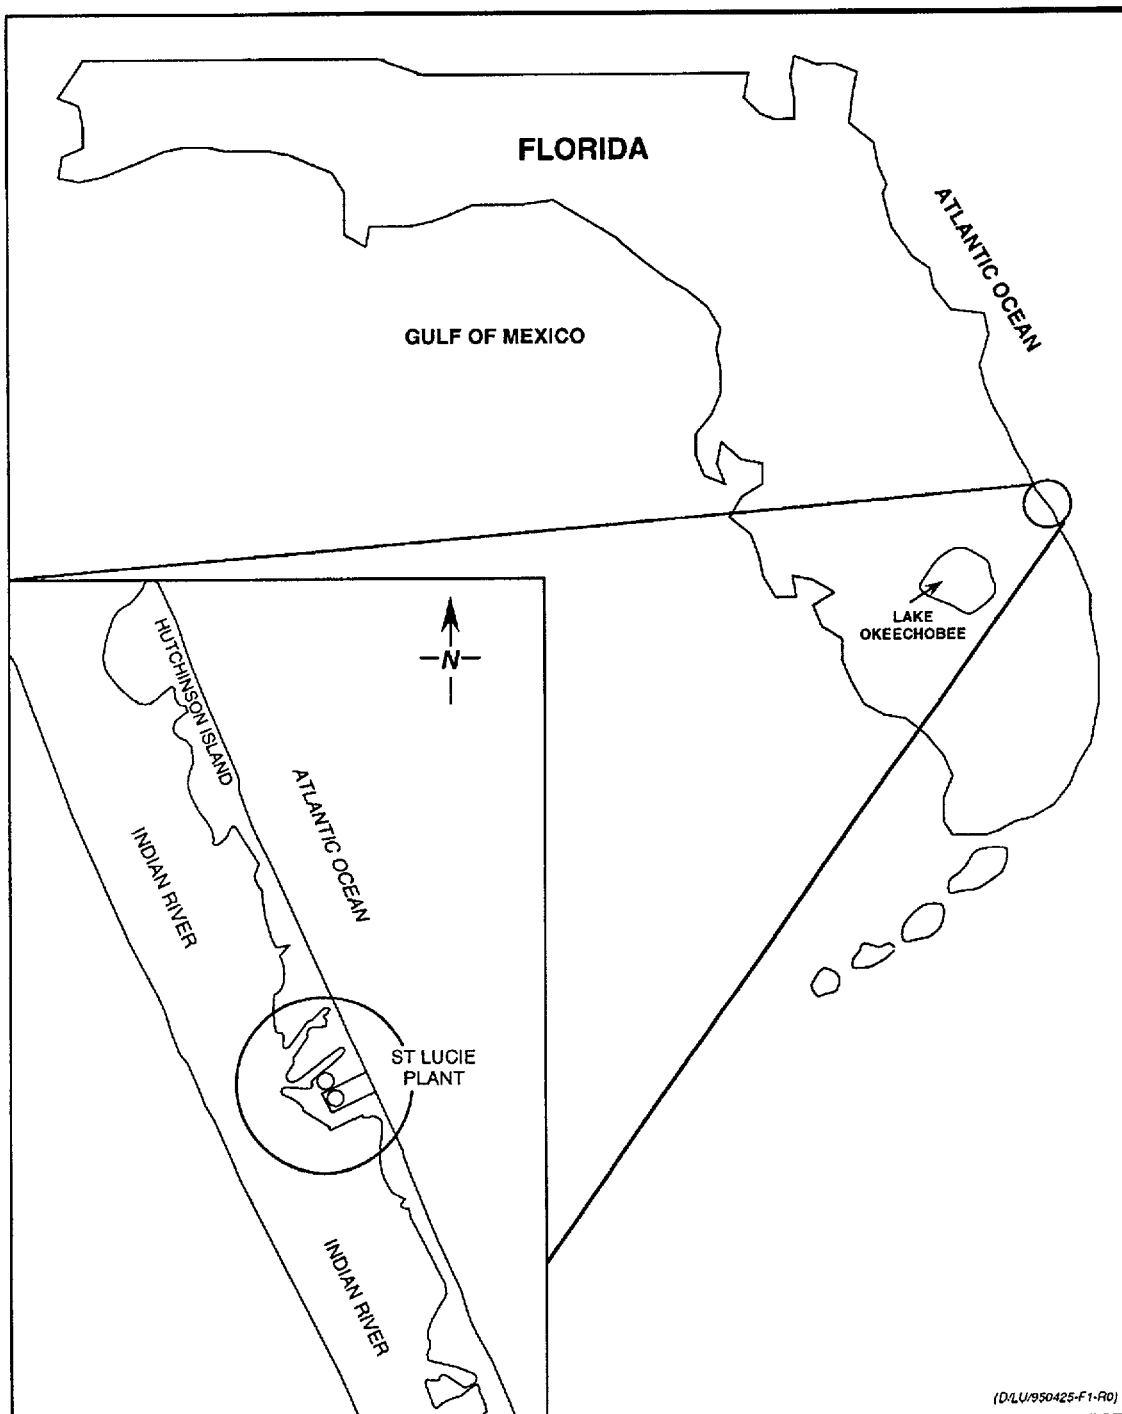 FLORIDA
ATLANTIC OCEAN
GULF OF MEXICO
LAKE
OKEECHOBEE
N
HUTCHINSON ISLAND
ATLANTIC OCEAN
INDIAN RIVER
ST LUCIE
PLANT
INDIAN RIVER
(D/LU/950425-F1-R0)